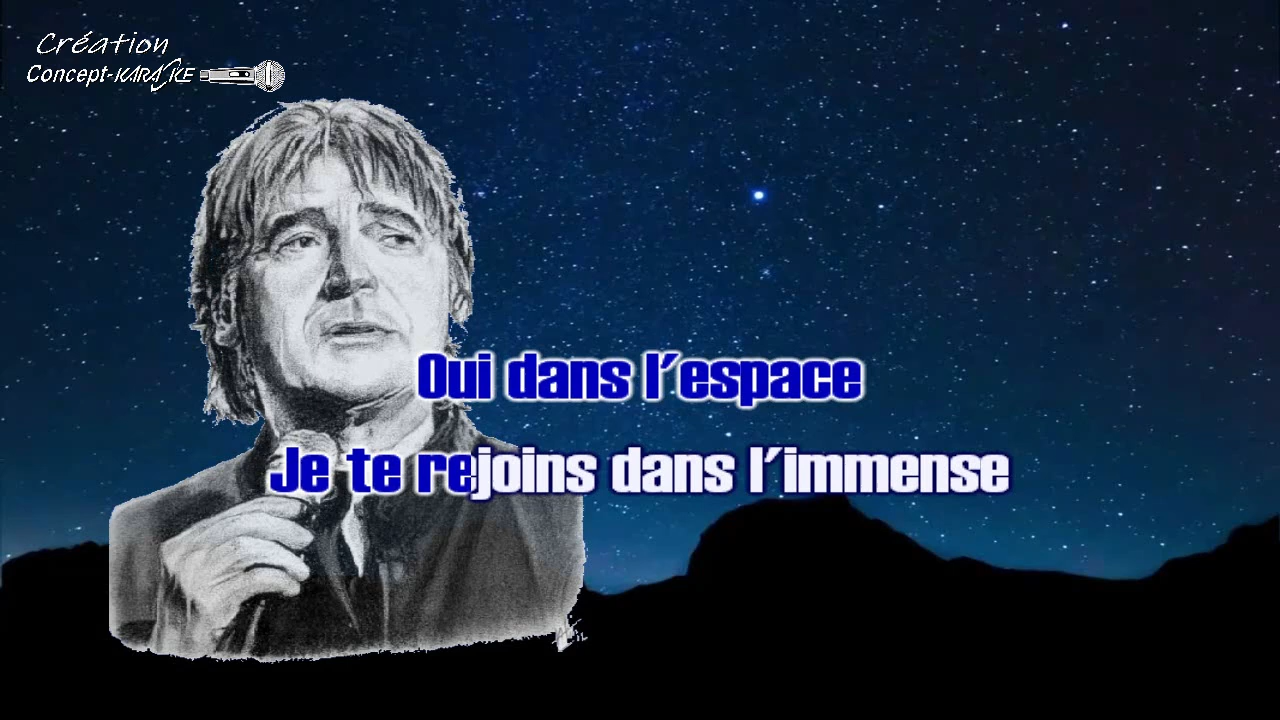 Création
Concept-KARAOKE
Oui dans l'espace
Je te rejoins dans l'immense